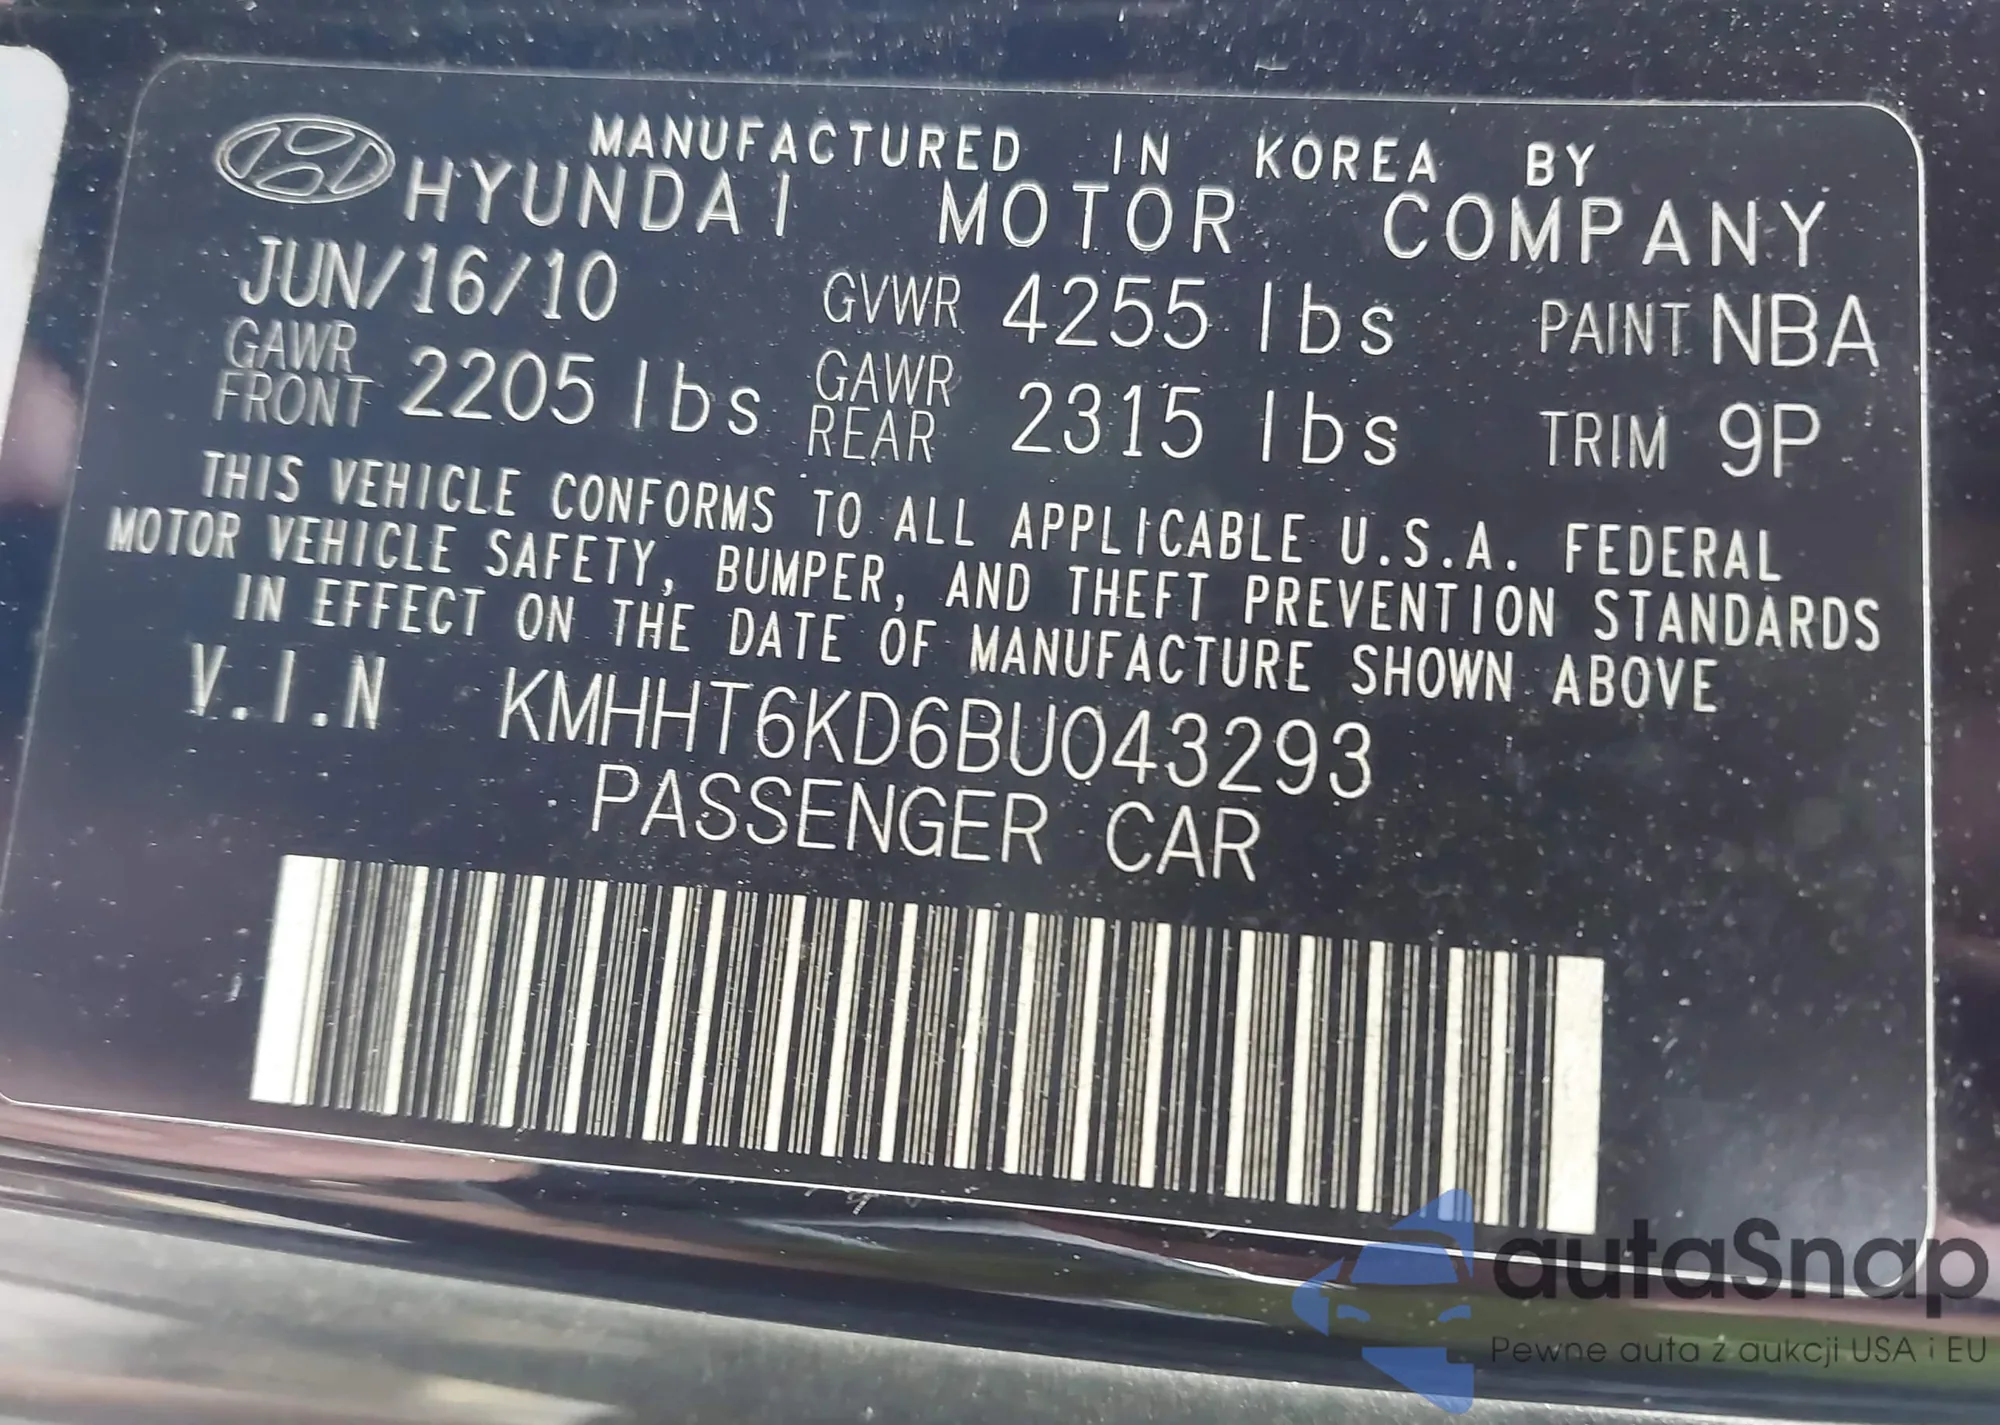 MANUFACTURED IN KOREA BY
HYUNDAI MOTOR COMPANY
JUN/16/10 GVWR 4255 lbs PAINT NBA
GAWR FRONT 2205 lbs GAWR REAR 2315 lbs TRIM 9P
THIS VEHICLE CONFORMS TO ALL APPLICABLE U.S.A. FEDERAL
MOTOR VEHICLE SAFETY, BUMPER, AND THEFT PREVENTION STANDARDS
IN EFFECT ON THE DATE OF MANUFACTURE SHOWN ABOVE
V.I.N KMHHT6KD6BU043293
PASSENGER CAR
autaSnap
Pewne auta z aukcji USA i EU